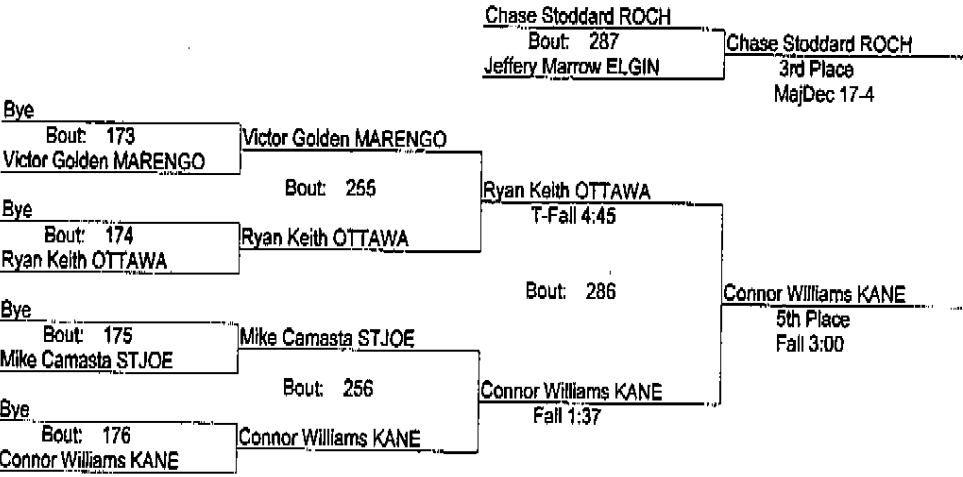 Chase Stoddard ROCH
Bout: 287
Jeffery Marrow ELGIN
Chase Stoddard ROCH
3rd Place
MajDec 17-4
Bye
Bout: 173
Victor Golden MARENGO
Victor Golden MARENGO
Bout: 255
Bye
Bout: 174
Ryan Keith OTTAWA
Ryan Keith OTTAWA
Ryan Keith OTTAWA
T-Fall 4:45
Bout: 286
Bye
Bout: 175
Mike Camasta STJOE
Mike Camasta STJOE
Bout: 256
Bye
Bout: 176
Connor Williams KANE
Connor Williams KANE
Connor Williams KANE
Fall 1:37
Connor Williams KANE
5th Place
Fall 3:00